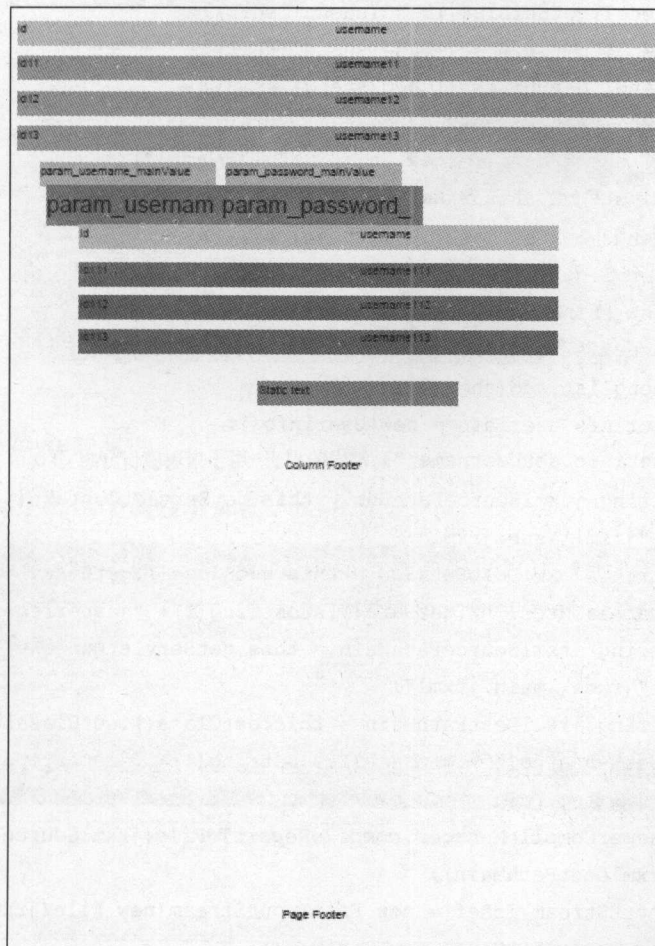 id username
id11 username11
id12 username12
id13 username13
param_username_mainValue param_password_mainValue
param_usernam param_password_
id username
id111 username111
id112 username112
id113 username113
Static text
Column Footer
Page Footer